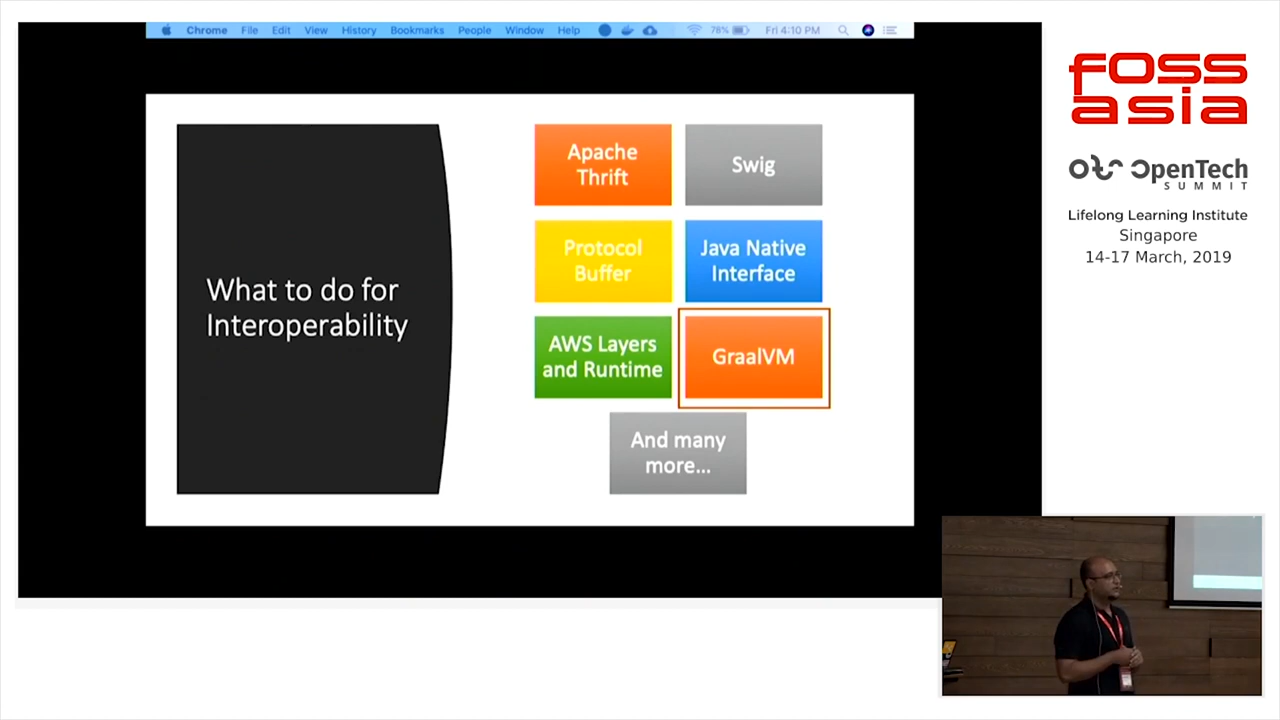 Chrome File Edit View History Bookmarks People Window Help 78% Fri 4:10 PM
What to do for
Interoperability
Apache
Thrift
Swig
Protocol
Buffer
Java Native
Interface
AWS Layers
and Runtime
GraalVM
And many
more...
fOSS
asia
OpenTech
SUMMIT
Lifelong Learning Institute
Singapore
14-17 March, 2019